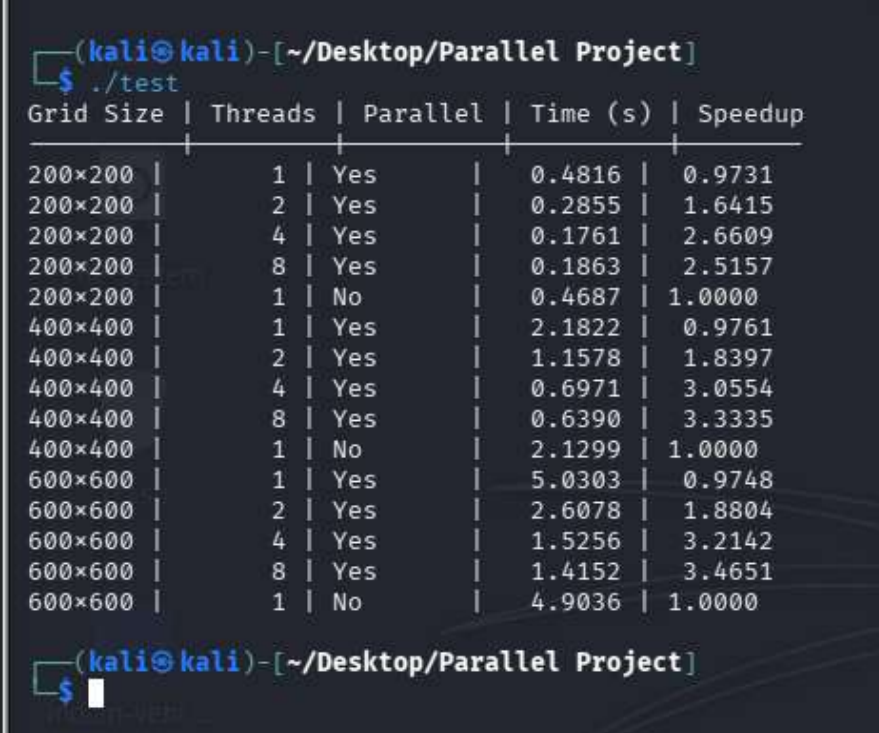 ┌──(kali㉿kali)-[~/Desktop/Parallel Project]
└─$ ./test
Grid Size | Threads | Parallel | Time (s) | Speedup
200×200 | 1 | Yes | 0.4816 | 0.9731
200×200 | 2 | Yes | 0.2855 | 1.6415
200×200 | 4 | Yes | 0.1761 | 2.6609
200×200 | 8 | Yes | 0.1863 | 2.5157
200×200 | 1 | No | 0.4687 | 1.0000
400×400 | 1 | Yes | 2.1822 | 0.9761
400×400 | 2 | Yes | 1.1578 | 1.8397
400×400 | 4 | Yes | 0.6971 | 3.0554
400×400 | 8 | Yes | 0.6390 | 3.3335
400×400 | 1 | No | 2.1299 | 1.0000
600×600 | 1 | Yes | 5.0303 | 0.9748
600×600 | 2 | Yes | 2.6078 | 1.8804
600×600 | 4 | Yes | 1.5256 | 3.2142
600×600 | 8 | Yes | 1.4152 | 3.4651
600×600 | 1 | No | 4.9036 | 1.0000
┌──(kali㉿kali)-[~/Desktop/Parallel Project]
└─$